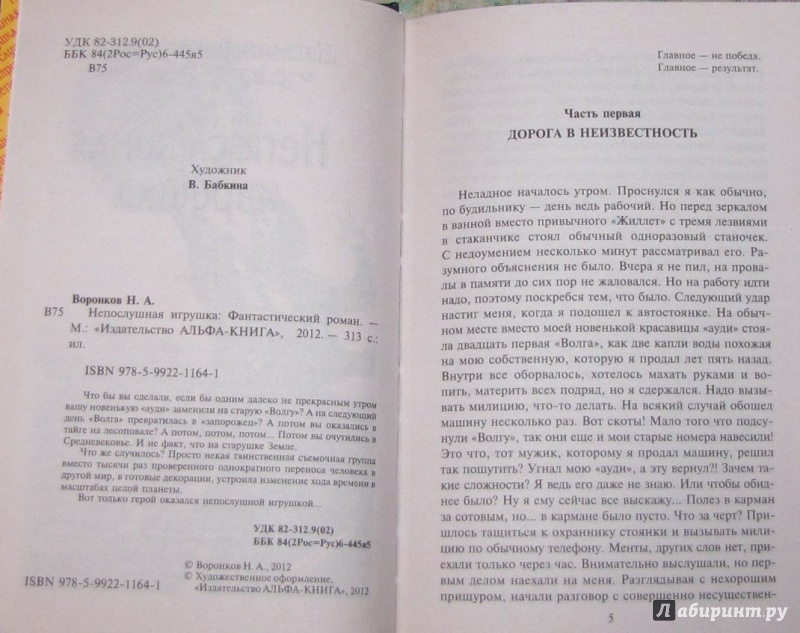 УДК 82-312.9(02)
ББК 84(2Рос=Рус)6-445я5
В75
Художник
В. Бабкина
Воронков Н. А.
В75 Непослушная игрушка: Фантастический роман. —
М.: «Издательство АЛЬФА-КНИГА», 2012. — 313 с.:
ил.
ISBN 978-5-9922-1164-1
Что бы вы сделали, если бы одним далеко не прекрасным утром
вашу новенькую «ауди» заменили на старую «Волгу»? А на следующий
день «Волга» превратилась в «запорожец»? А потом вы оказались в
тайге на лесоповале? А потом, потом, потом... Потом вы очутились в
Средневековье. И не факт, что на старушке Земле.
Что же случилось? Просто некая таинственная съемочная группа
вместо тысячи раз проверенного однократного переноса человека в
другой мир, в готовые декорации, устроила изменение хода времени в
масштабах целой планеты.
Вот только герой оказался непослушной игрушкой...
УДК 82-312.9(02)
ББК 84(2Рос=Рус)6-445я5
© Воронков Н. А., 2012
© Художественное оформление,
«Издательство АЛЬФА-КНИГА», 2012
ISBN 978-5-9922-1164-1
Главное — не победа.
Главное — результат.
Часть первая
ДОРОГА В НЕИЗВЕСТНОСТЬ
Неладное началось утром. Проснулся я как обычно,
по будильнику — день ведь рабочий. Но перед зеркалом
в ванной вместо привычного «Жиллет» с тремя лезвиями
в стаканчике стоял обычный одноразовый станочек.
С недоумением несколько минут рассматривал его. Ра-
зумного объяснения не было. Вчера я не пил, на прова-
лы в памяти до сих пор не жаловался. Но на работу идти
надо, поэтому поскребся тем, что было. Следующий удар
настиг меня, когда я подошел к автостоянке. На обыч-
ном месте вместо моей новенькой красавицы «ауди» стоя-
ла двадцать первая «Волга», как две капли воды похожая
на мою собственную, которую я продал лет пять назад.
Внутри все оборвалось, хотелось махать руками и во-
пить, материть всех подряд, но я сдержался. Надо вызы-
вать милицию, что-то делать. На всякий случай обошел
машину несколько раз. Вот скоты! Мало того что подсу-
нули «Волгу», так они еще и мои старые номера навесили!
Это что, тот мужик, которому я продал машину, решил
так пошутить? Угнал мою «ауди», а эту вернул?! Зачем та-
кие сложности? Я ведь его даже не знаю. Или чтобы обид-
нее было? Ну я ему сейчас все выскажу... Полез в карман
за сотовым, но... в кармане было пусто. Что за черт? При-
шлось тащиться к охраннику стоянки и вызывать мили-
цию по обычному телефону. Менты, других слов нет, при-
ехали только через час. Внимательно выслушали, но пер-
вым делом наехали на меня. Разглядывая с нехорошим
прищуром, начали разговор с совершенно несуществен-
5
Лабиринт.ру